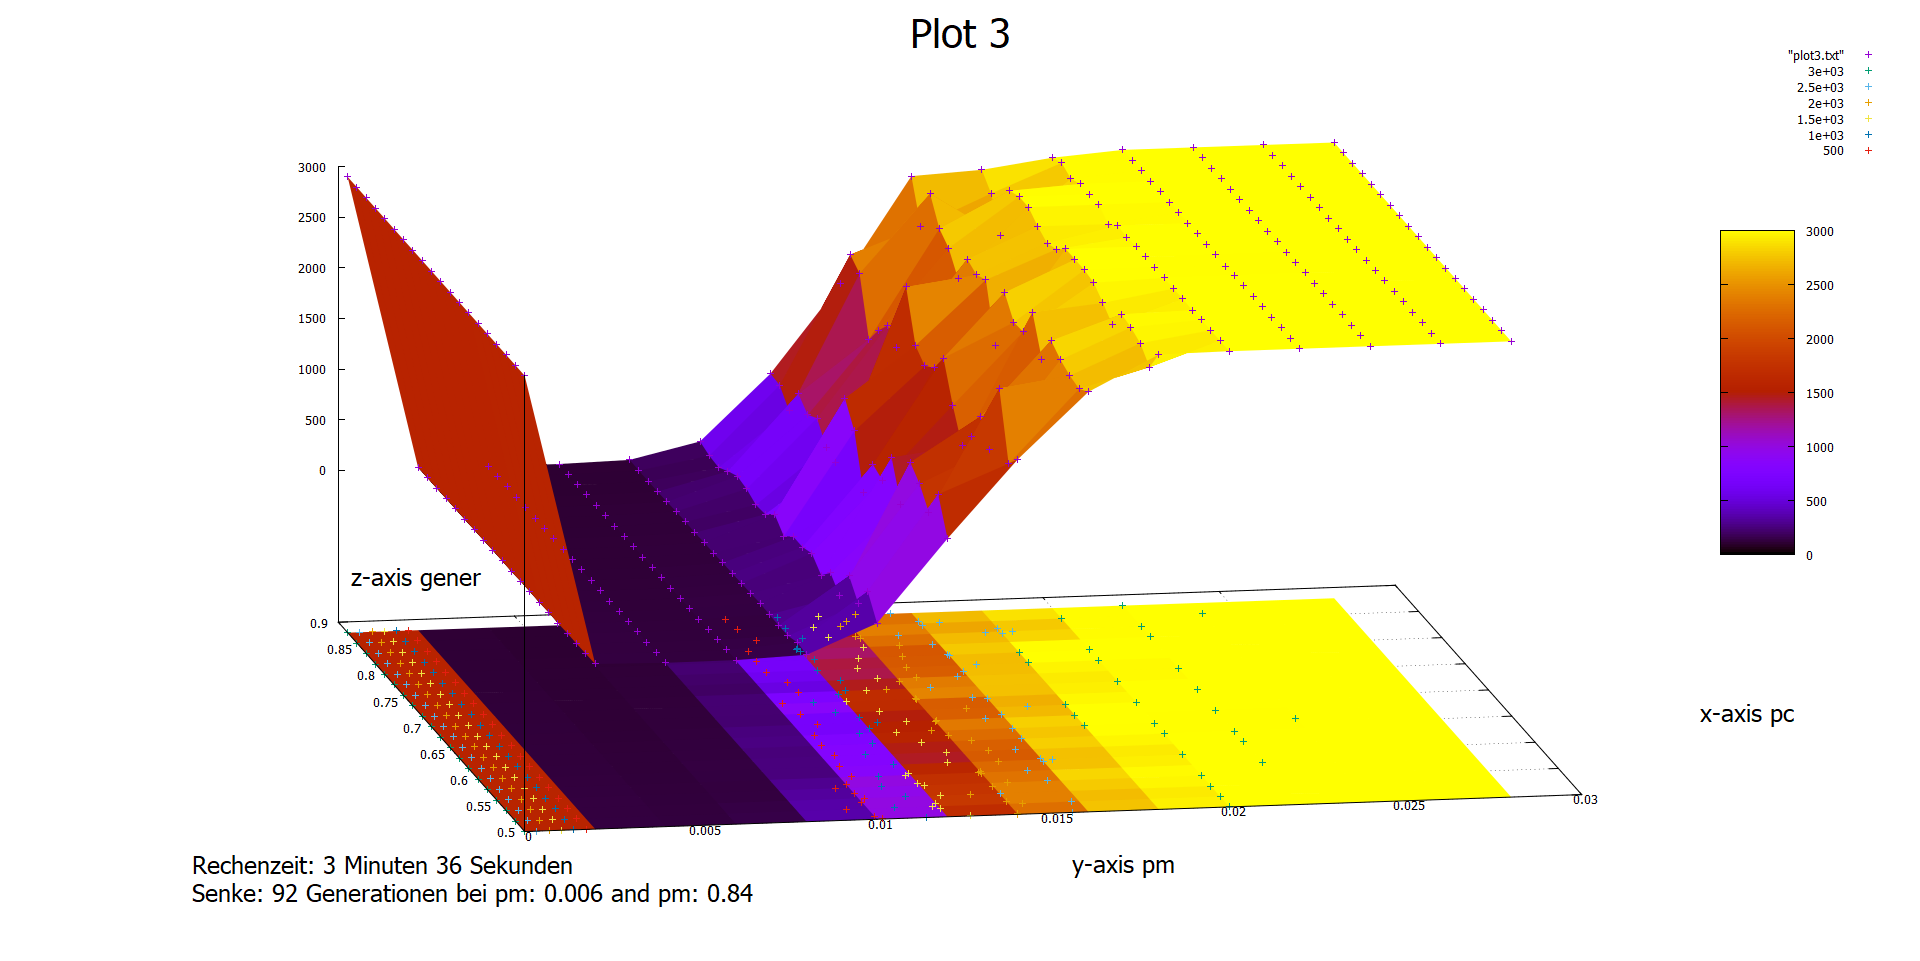 Plot 3
"plot3.txt"
3e+03
2.5e+03
2e+03
1.5e+03
1e+03
500
3000
2500
2000
1500
1000
500
0
3000
2500
2000
1500
1000
500
0
z-axis gener
x-axis pc
y-axis pm
0.9
0.85
0.8
0.75
0.7
0.65
0.6
0.55
0.5
0
0.005
0.01
0.015
0.02
0.025
0.03
Rechenzeit: 3 Minuten 36 Sekunden
Senke: 92 Generationen bei pm: 0.006 and pm: 0.84